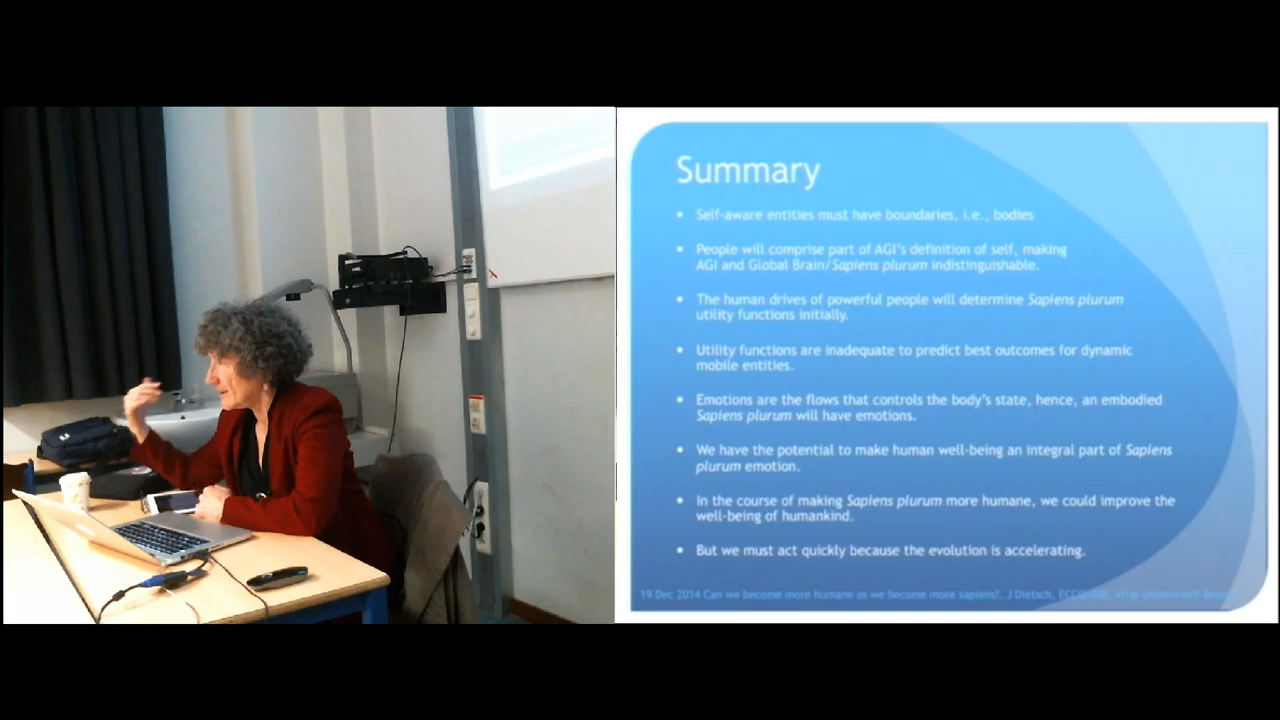 Summary
• Self-aware entities must have boundaries, i.e., bodies
• People will comprise part of AGI's definition of self, making
AGI and Global Brain/Sapiens plurum indistinguishable.
• The human drives of powerful people will determine Sapiens plurum
utility functions initially.
• Utility functions are inadequate to predict best outcomes for dynamic
mobile entities.
• Emotions are the flows that controls the body's state, hence, an embodied
Sapiens plurum will have emotions.
• We have the potential to make human well-being an integral part of Sapiens
plurum emotion.
• In the course of making Sapiens plurum more humane, we could improve the
well-being of humankind.
• But we must act quickly because the evolution is accelerating.
19 Dec 2014 Can we become more humane as we become more sapiens?, J Dietsch,